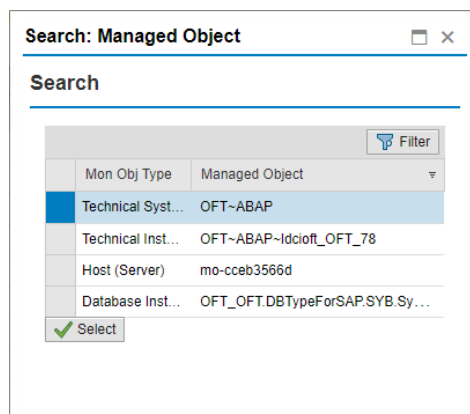 Search: Managed Object
Search
Filter
Mon Obj Type Managed Object
Technical Syst... OFT~ABAP
Technical Inst... OFT~ABAP~ldcioft_OFT_78
Host (Server) mo-cceb3566d
Database Inst... OFT_OFT.DBTypeForSAP.SYB.Sy...
Select